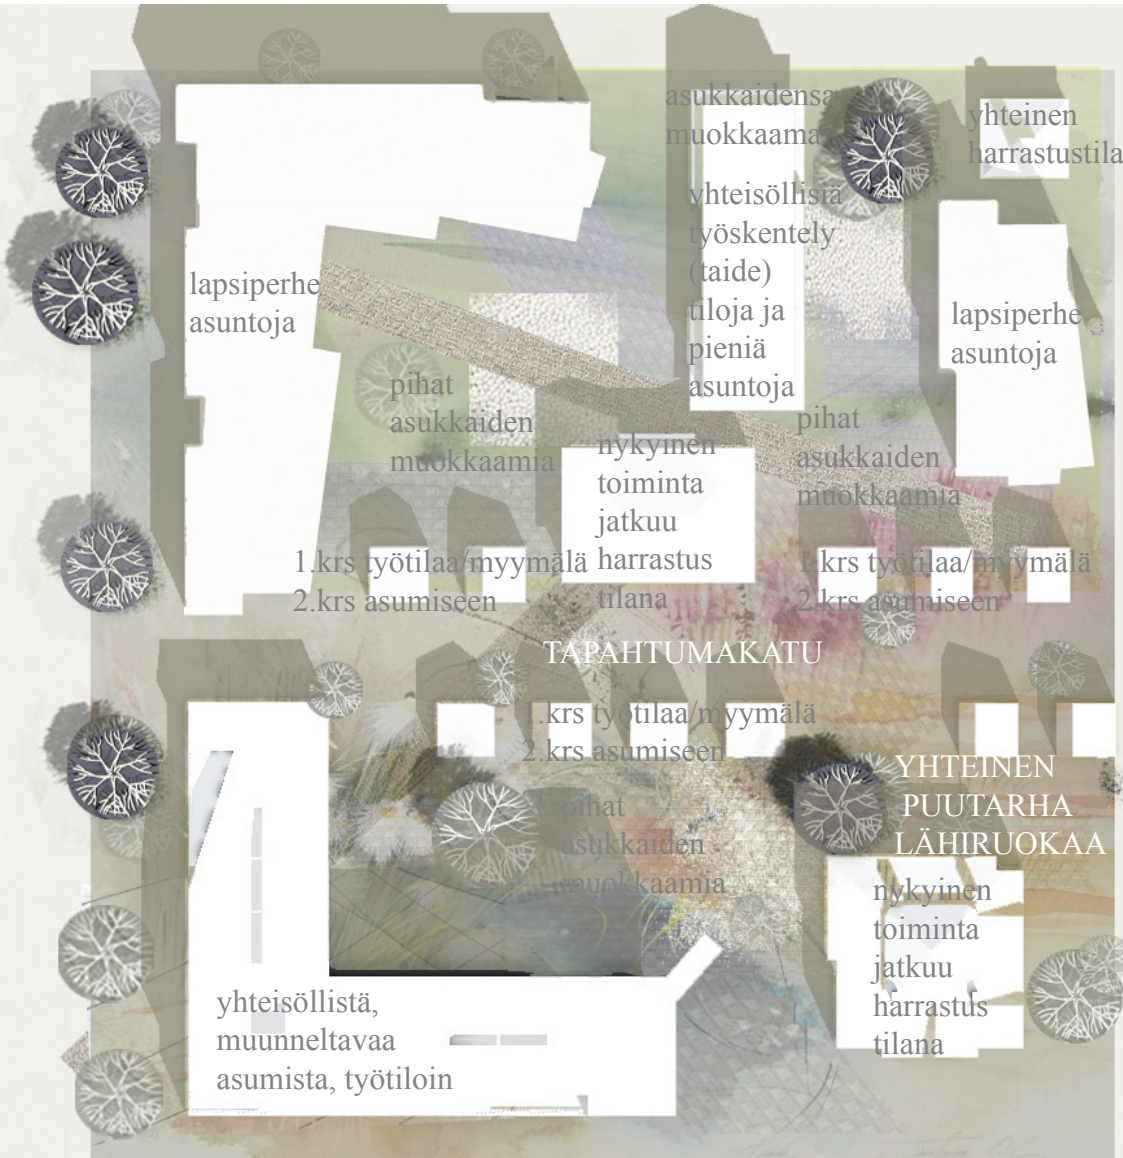 asukkaidensa
muokkaama
yhteinen
harrastustila
yhteisöllisiä
työskentely
(taide)
tiloja ja
pieniä
asuntoja
lapsiperhe
asuntoja
lapsiperhe
asuntoja
pihat
asukkaiden
muokkaamia
nykyinen
toiminta
jatkuu
harrastus
tilana
pihat
asukkaiden
muokkaamia
1.krs työtilaa/myymälä
2.krs asumiseen
1.krs työtilaa/myymälä
2.krs asumiseen
TAPAHTUMAKATU
1.krs työtilaa/myymälä
2.krs asumiseen
YHTEINEN
PUUTARHA
LÄHIRUOKAA
pihat
asukkaiden
muokkaamia
nykyinen
toiminta
jatkuu
harrastus
tilana
yhteisöllistä,
muunneltavaa
asumista, työtiloin